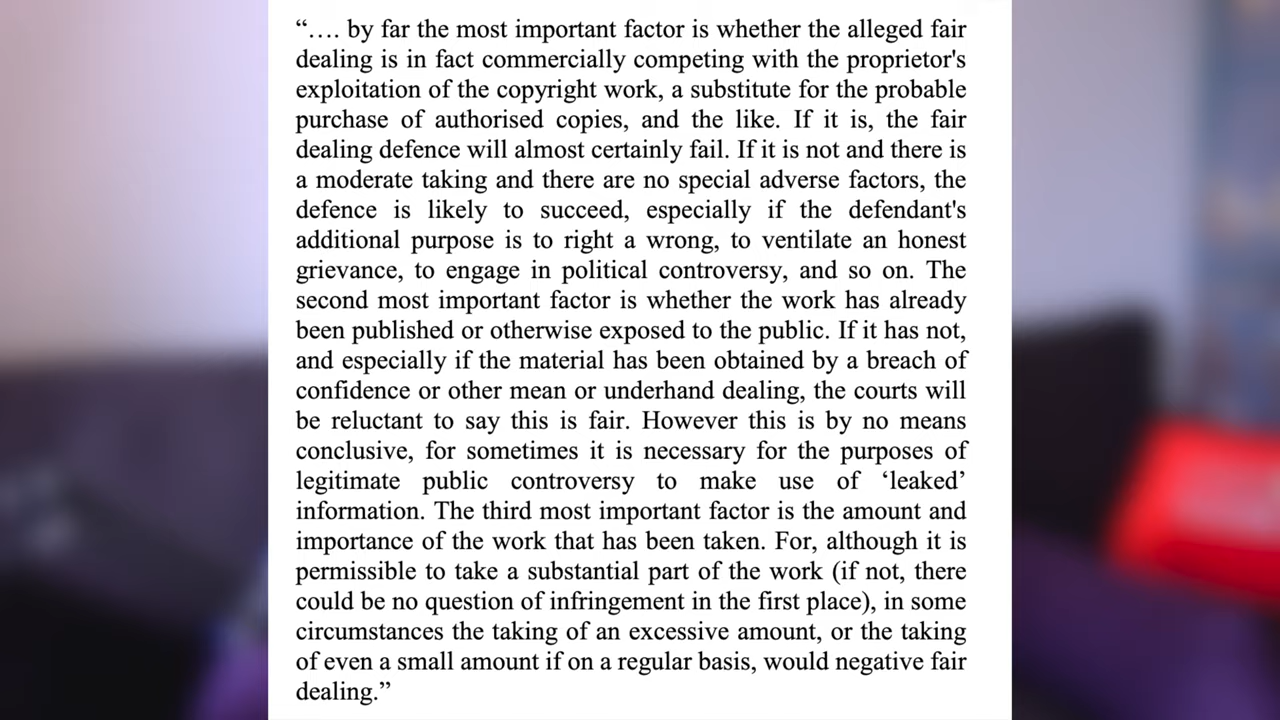 “…. by far the most important factor is whether the alleged fair
dealing is in fact commercially competing with the proprietor's
exploitation of the copyright work, a substitute for the probable
purchase of authorised copies, and the like. If it is, the fair
dealing defence will almost certainly fail. If it is not and there is
a moderate taking and there are no special adverse factors, the
defence is likely to succeed, especially if the defendant's
additional purpose is to right a wrong, to ventilate an honest
grievance, to engage in political controversy, and so on. The
second most important factor is whether the work has already
been published or otherwise exposed to the public. If it has not,
and especially if the material has been obtained by a breach of
confidence or other mean or underhand dealing, the courts will
be reluctant to say this is fair. However this is by no means
conclusive, for sometimes it is necessary for the purposes of
legitimate public controversy to make use of ‘leaked’
information. The third most important factor is the amount and
importance of the work that has been taken. For, although it is
permissible to take a substantial part of the work (if not, there
could be no question of infringement in the first place), in some
circumstances the taking of an excessive amount, or the taking
of even a small amount if on a regular basis, would negative fair
dealing.”